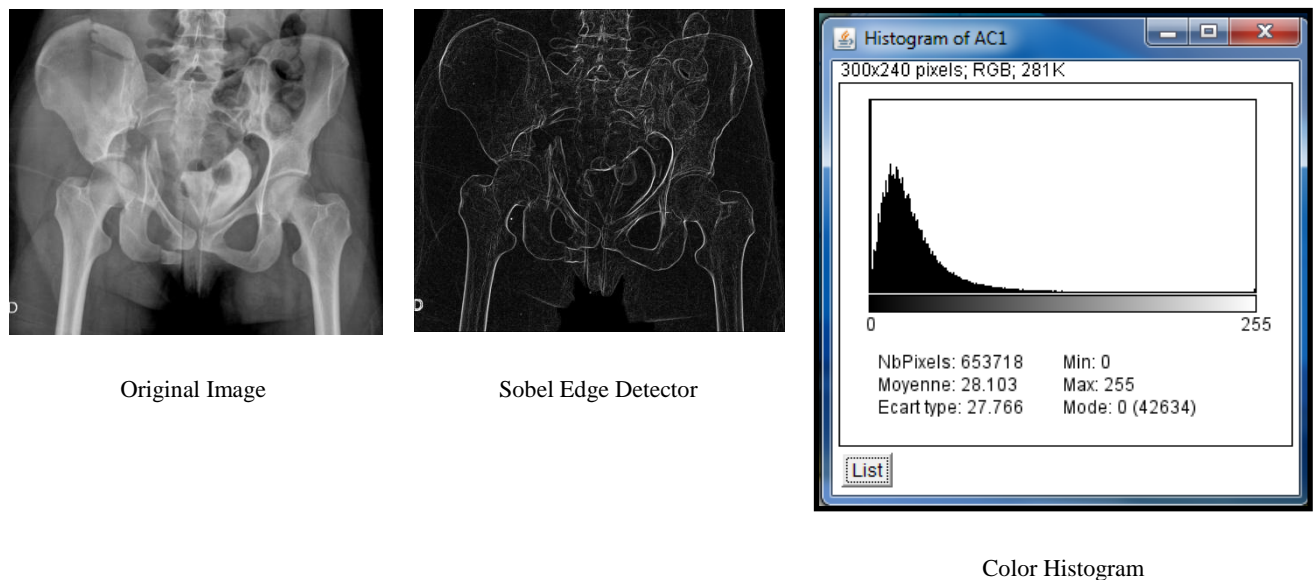 Histogram of AC1
300x240 pixels; RGB; 281K
0 255
NbPixels: 653718 Min: 0
Moyenne: 28.103 Max: 255
Ecart type: 27.766 Mode: 0 (42634)
List
D
D
Original Image
Sobel Edge Detector
Color Histogram